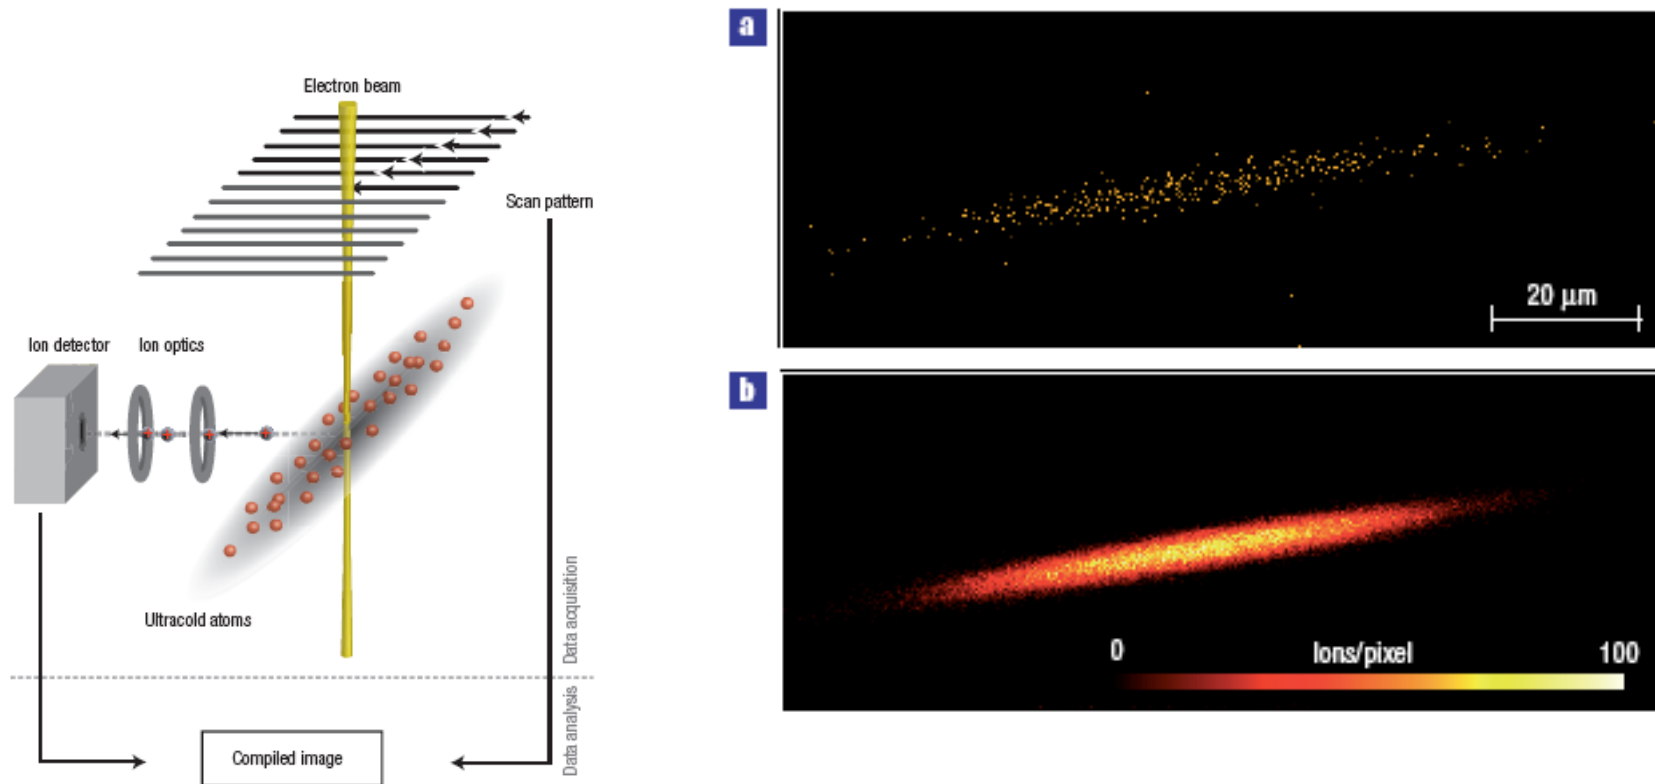 Electron beam
Scan pattern
Ion detector
Ion optics
Ultracold atoms
Data acquisition
Data analysis
Compiled image
a
20 µm
b
0
Ions/pixel
100